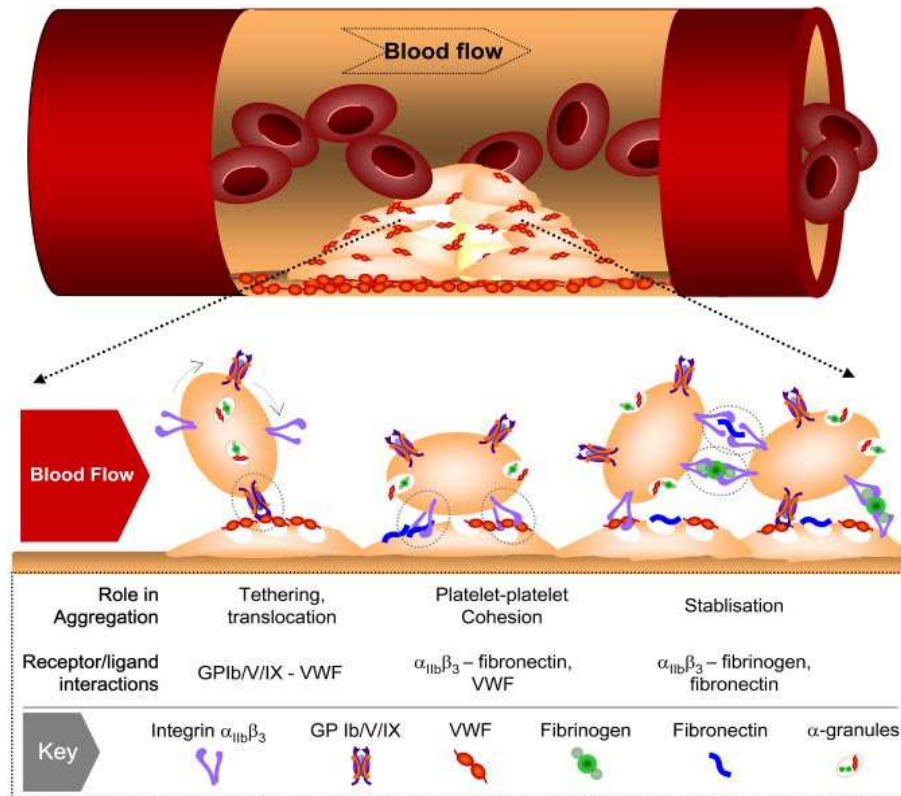 Blood flow
Blood Flow
Role in
Aggregation
Tethering,
translocation
Platelet-platelet
Cohesion
Stablisation
Receptor/ligand
interactions
GPIb/V/IX - VWF
αIIbβ3 – fibronectin,
VWF
αIIbβ3 – fibrinogen,
fibronectin
Key
Integrin αIIbβ3
GP Ib/V/IX
VWF
Fibrinogen
Fibronectin
α-granules